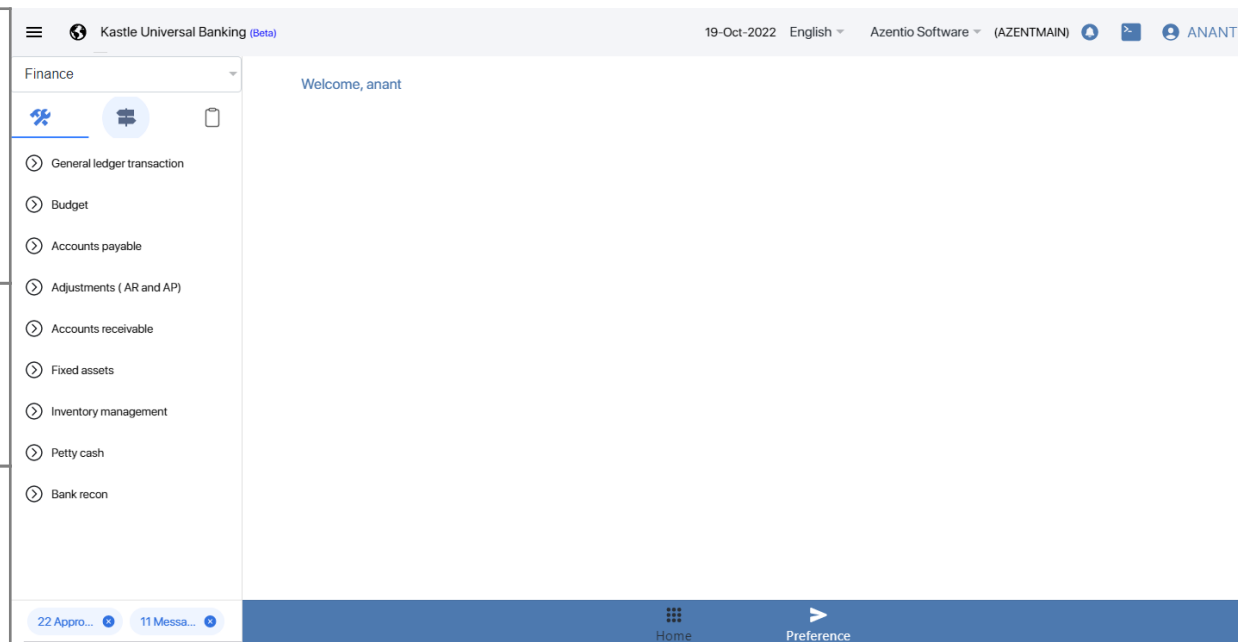 Kastle Universal Banking (Beta)
19-Oct-2022 English Azentio Software (AZENTMAIN) ANANT
Finance
Welcome, anant
General ledger transaction
Budget
Accounts payable
Adjustments ( AR and AP)
Accounts receivable
Fixed assets
Inventory management
Petty cash
Bank recon
22 Appro... 11 Messa...
Home Preference